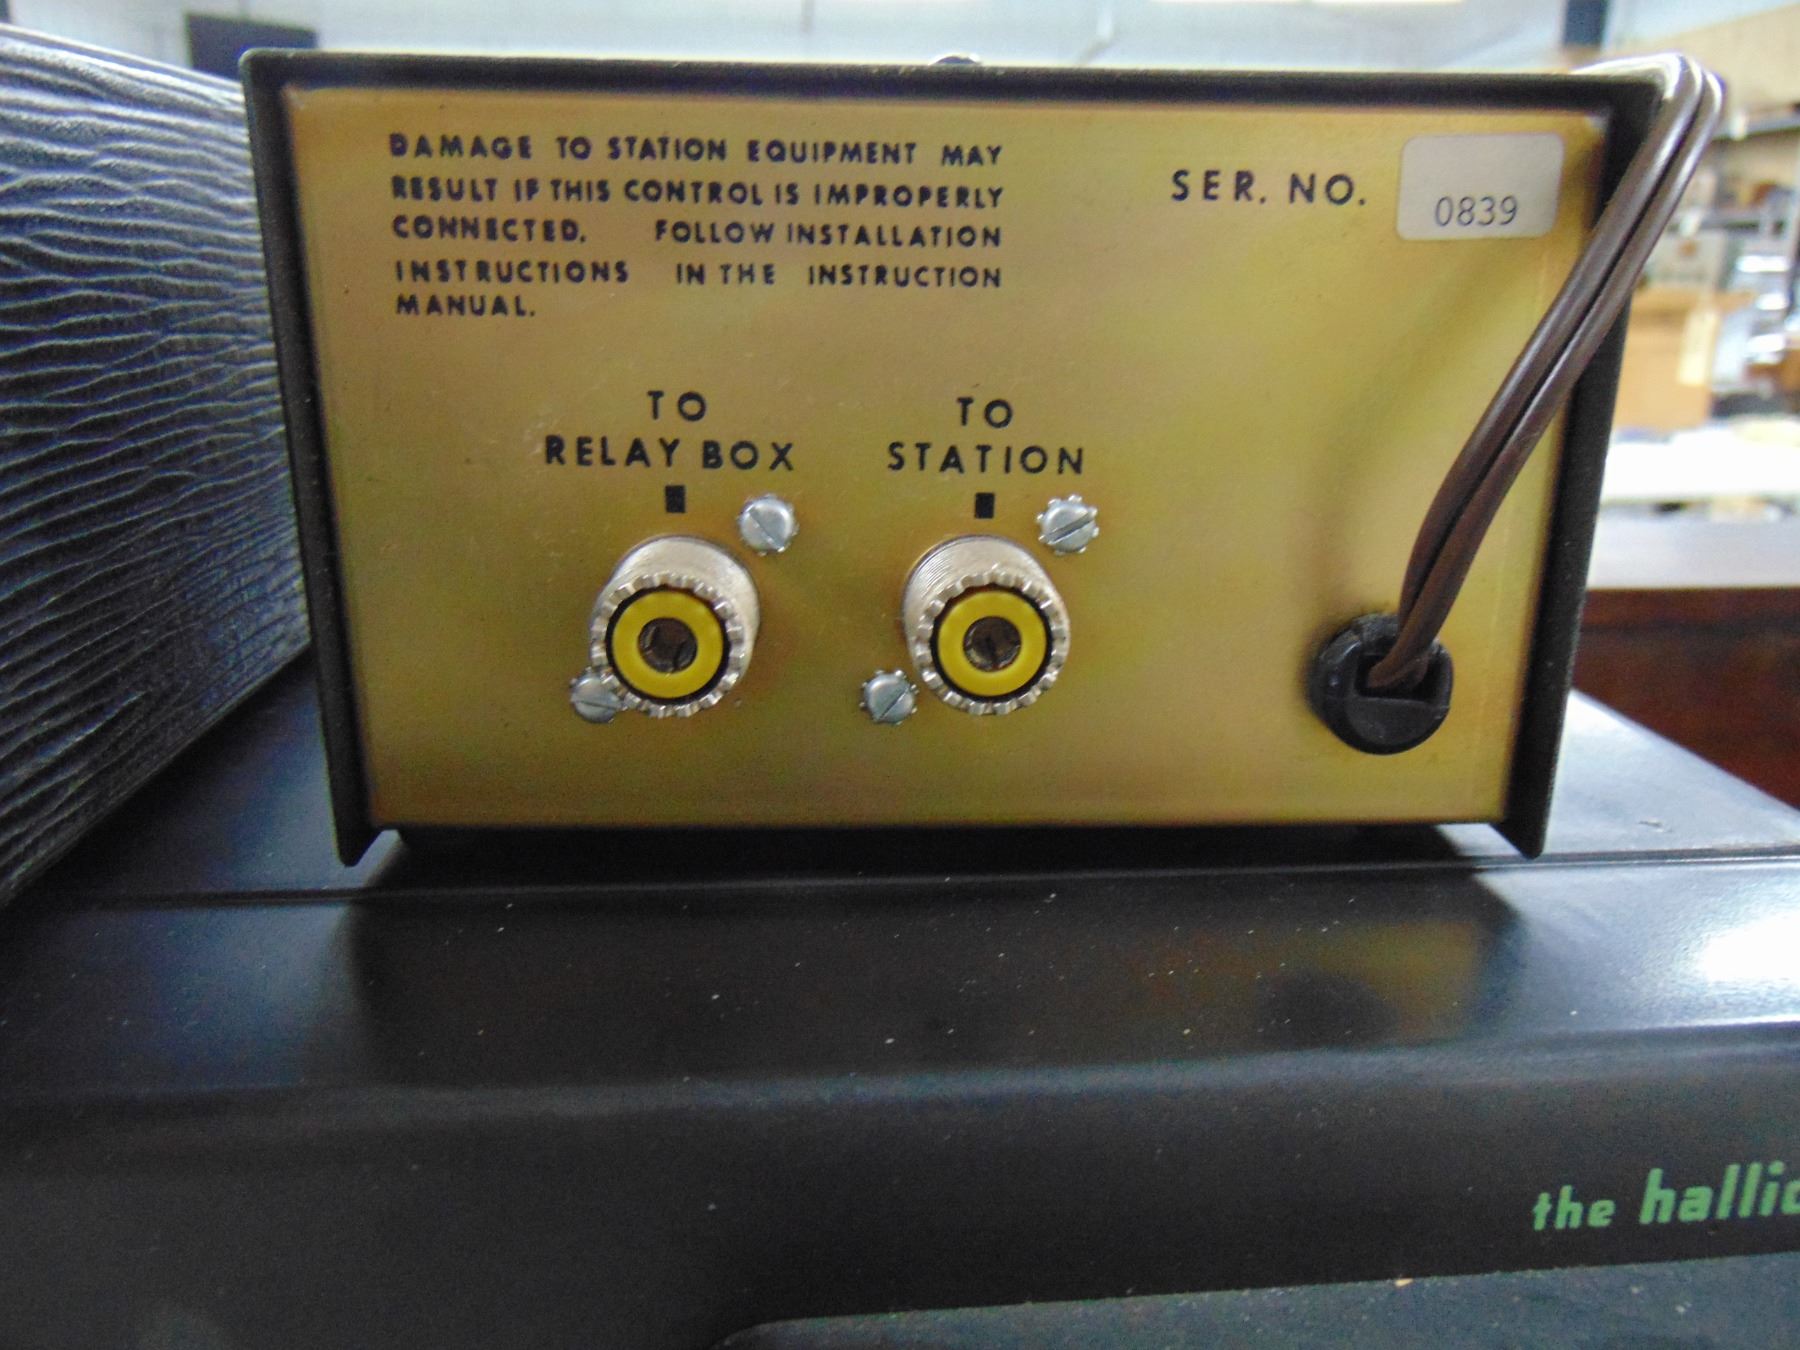 DAMAGE TO STATION EQUIPMENT MAY
RESULT IF THIS CONTROL IS IMPROPERLY
CONNECTED. FOLLOW INSTALLATION
INSTRUCTIONS IN THE INSTRUCTION
MANUAL.
SER. NO.
0839
TO
RELAY BOX
TO
STATION
the hallic